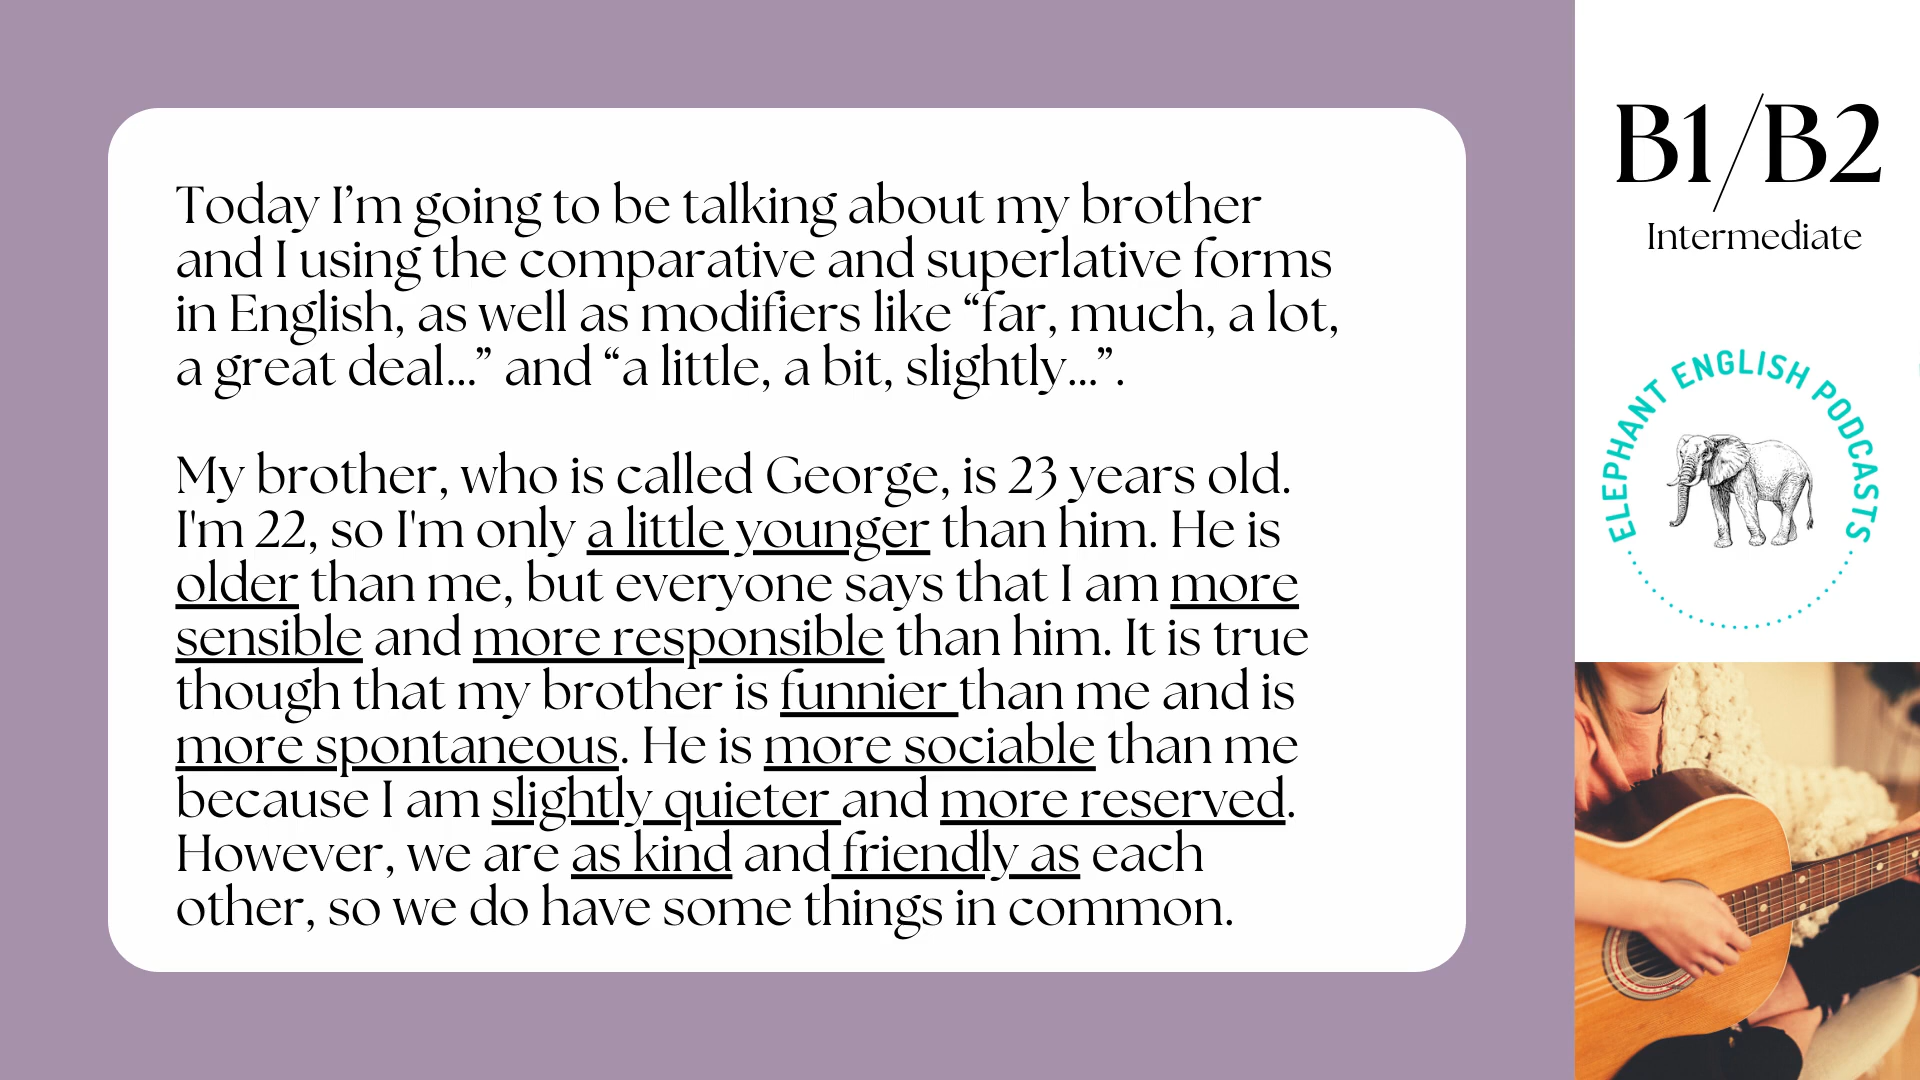 Today I’m going to be talking about my brother
and I using the comparative and superlative forms
in English, as well as modifiers like “far, much, a lot,
a great deal...” and “a little, a bit, slightly...”.
My brother, who is called George, is 23 years old.
I'm 22, so I'm only a little younger than him. He is
older than me, but everyone says that I am more
sensible and more responsible than him. It is true
though that my brother is funnier than me and is
more spontaneous. He is more sociable than me
because I am slightly quieter and more reserved.
However, we are as kind and friendly as each
other, so we do have some things in common.
B1/B2
Intermediate
ELEPHANT ENGLISH PODCASTS